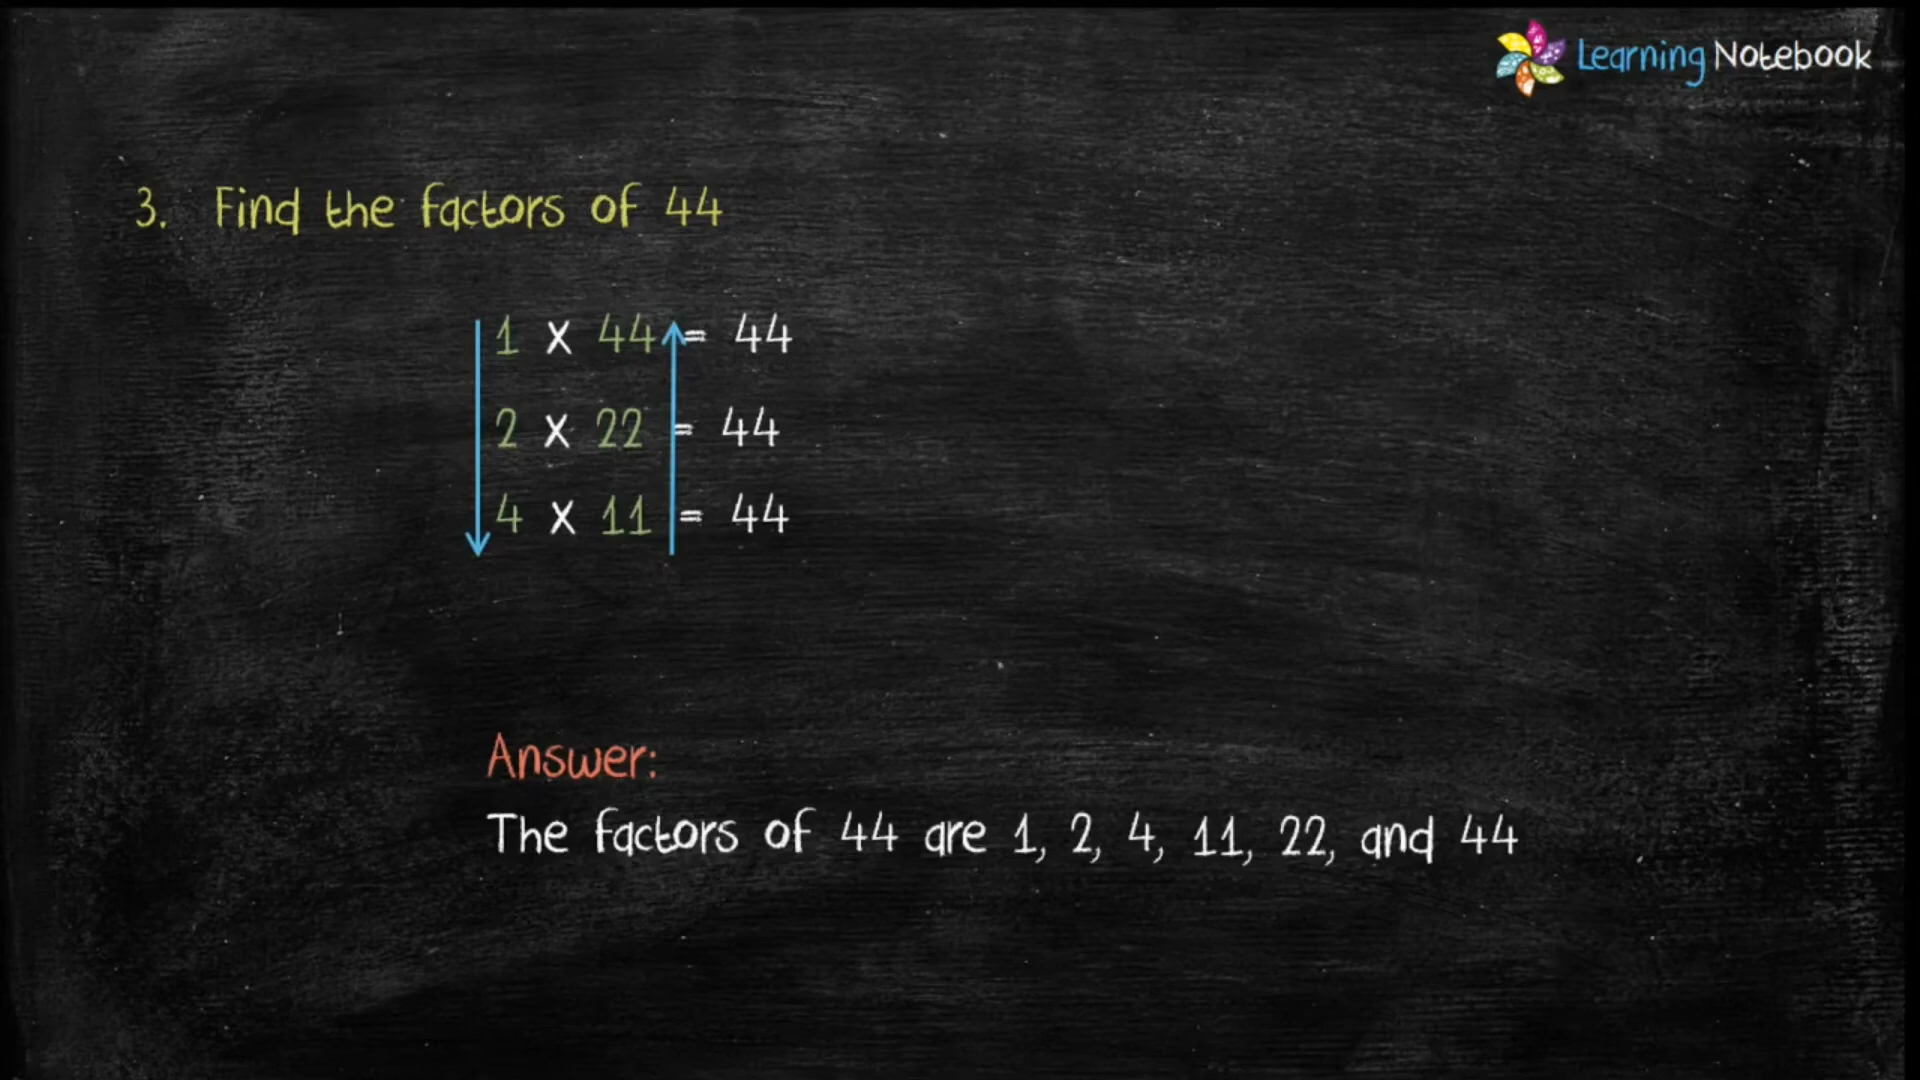 Learning Notebook
3. Find the factors of 44
1 X 44 = 44
2 X 22 = 44
4 X 11 = 44
Answer:
The factors of 44 are 1, 2, 4, 11, 22, and 44